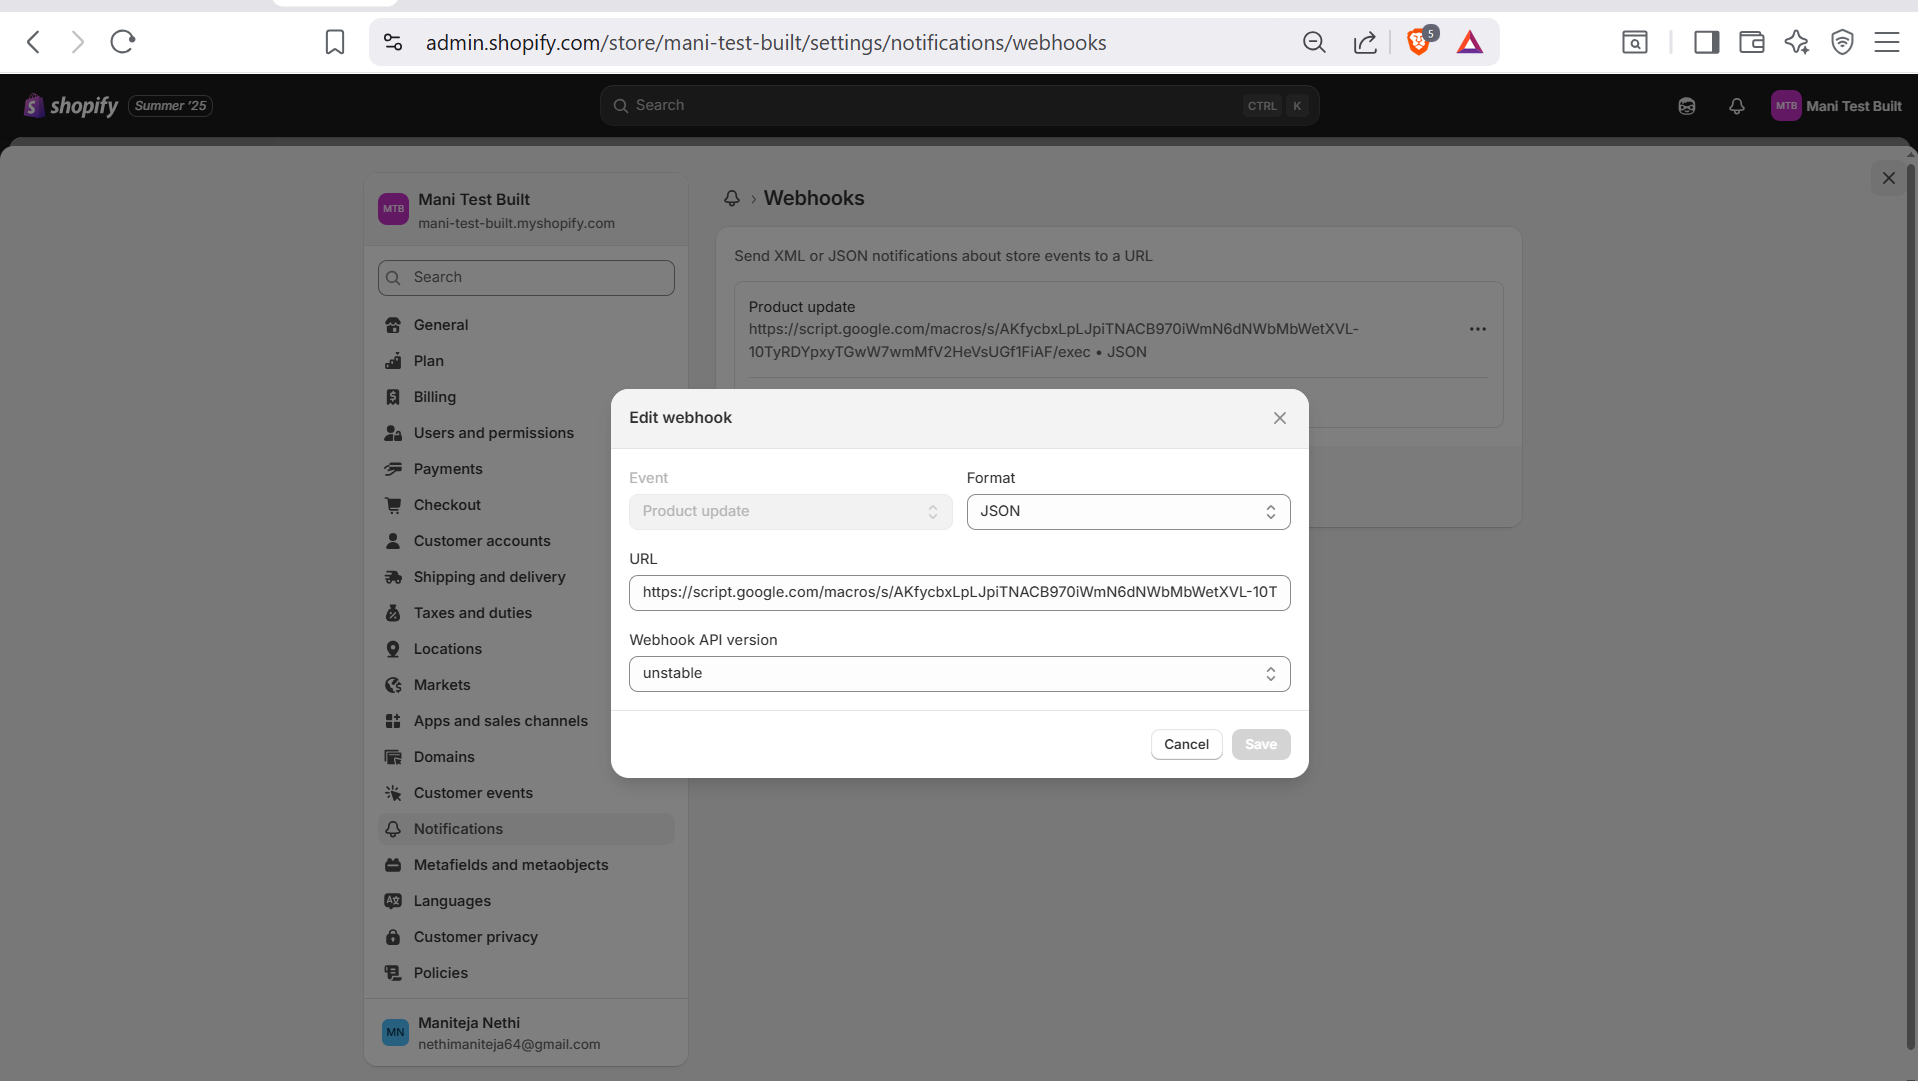 admin.shopify.com/store/mani-test-built/settings/notifications/webhooks
5
shopify
Summer '25
Search
CTRL K
MTB
Mani Test Built
MTB
Mani Test Built
mani-test-built.myshopify.com
Search
General
Plan
Billing
Users and permissions
Payments
Checkout
Customer accounts
Shipping and delivery
Taxes and duties
Locations
Markets
Apps and sales channels
Domains
Customer events
Notifications
Metafields and metaobjects
Languages
Customer privacy
Policies
MN
Maniteja Nethi
nethimaniteja64@gmail.com
Webhooks
Send XML or JSON notifications about store events to a URL
Product update
https://script.google.com/macros/s/AKfycbxLpLJpiTNACB970iWmN6dNWbMbWetXVL-
10TyRDYpxyTGwW7wmMfV2HeVsUGf1FiAF/exec • JSON
Edit webhook
Event
Format
Product update
JSON
URL
https://script.google.com/macros/s/AKfycbxLpLJpiTNACB970iWmN6dNWbMbWetXVL-10T
Webhook API version
unstable
Cancel
Save